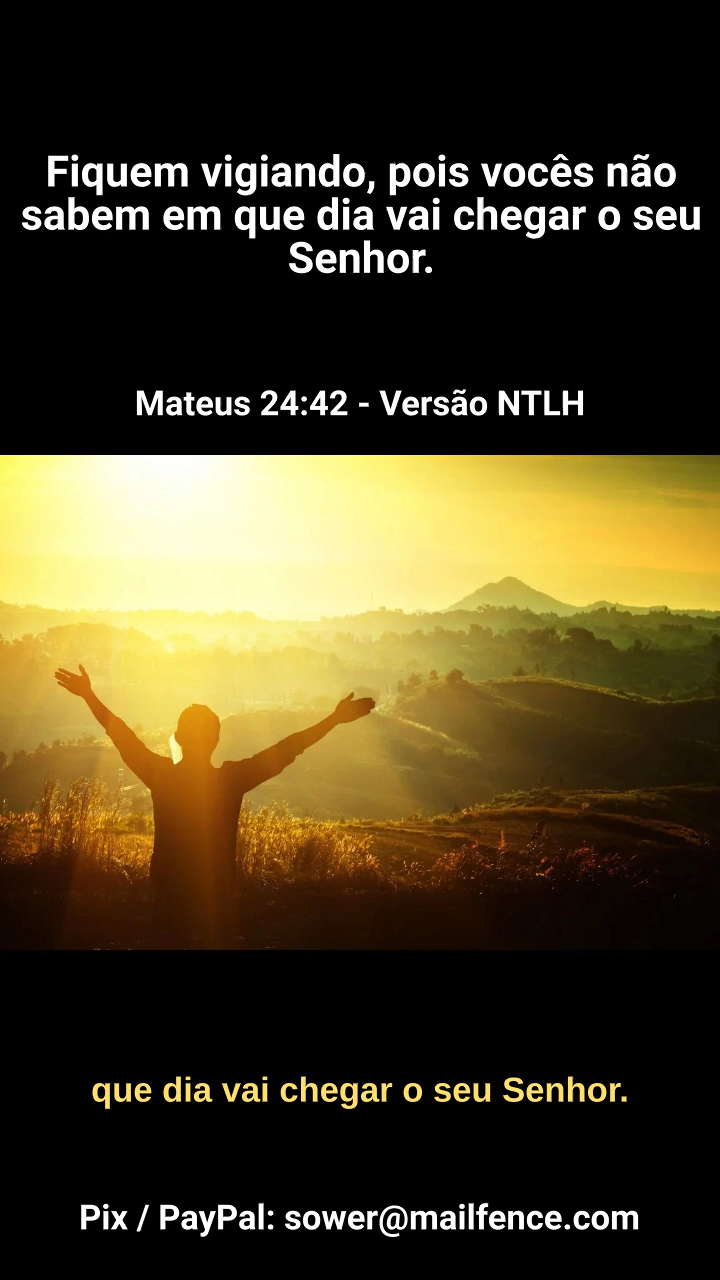 Fiquem vigiando, pois vocês não
sabem em que dia vai chegar o seu
Senhor.
Mateus 24:42 - Versão NTLH
que dia vai chegar o seu Senhor.
Pix / PayPal: sower@mailfence.com